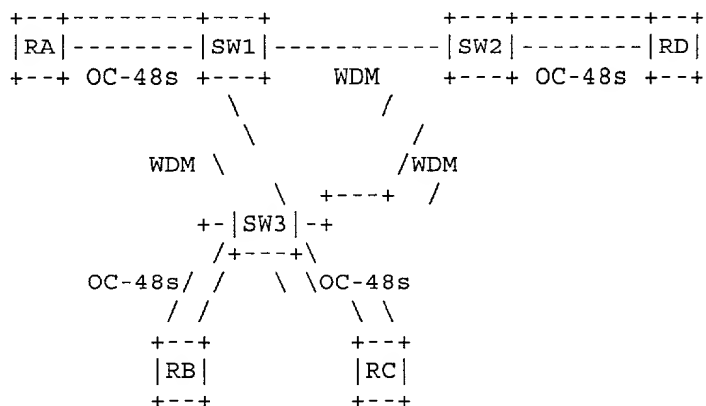 RA SW1 SW2 RD
OC-48s WDM OC-48s
WDM WDM
SW3
OC-48s OC-48s
RB RC